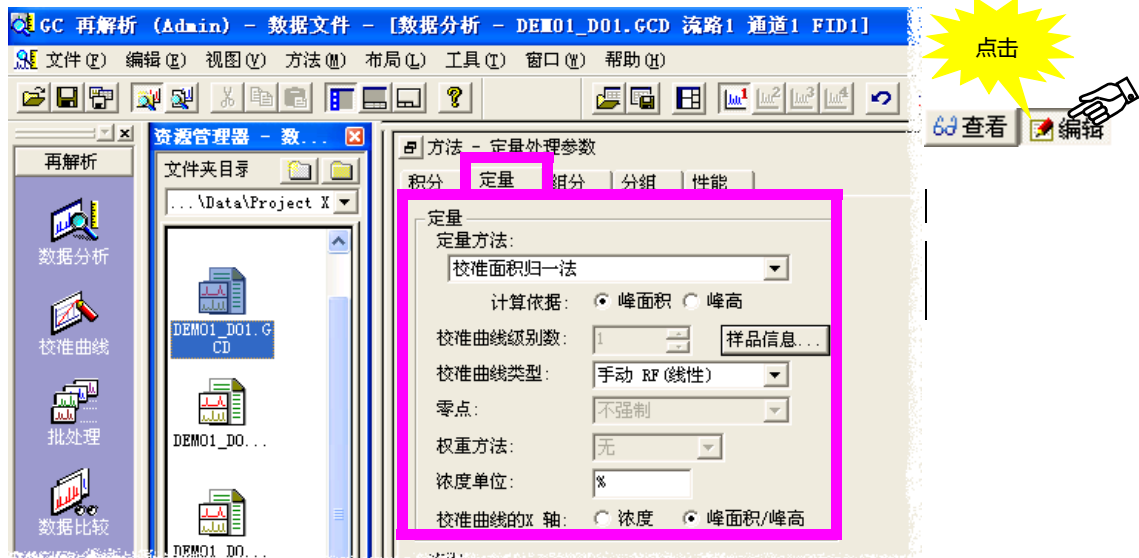 GC 再解析 (Admin) - 数据文件 - [数据分析 - DEMO1_D01.GCD 流路1 通道1 FID1]
文件(F) 编辑(E) 视图(V) 方法(M) 布局(L) 工具(T) 窗口(W) 帮助(H)
点击
查看 编辑
再解析
数据分析
校准曲线
批处理
数据比较
资源管理器 - 数...
文件夹目录
...\Data\Project X
DEMO1_D01.G
CD
DEMO1_DO...
DEMO1 DO...
方法 - 定量处理参数
积分 定量 组分 分组 性能
定量
定量方法:
校准面积归一法
计算依据: 峰面积 峰高
校准曲线级别数: 1 样品信息...
校准曲线类型: 手动 RF(线性)
零点: 不强制
权重方法: 无
浓度单位: %
校准曲线的X 轴: 浓度 峰面积/峰高